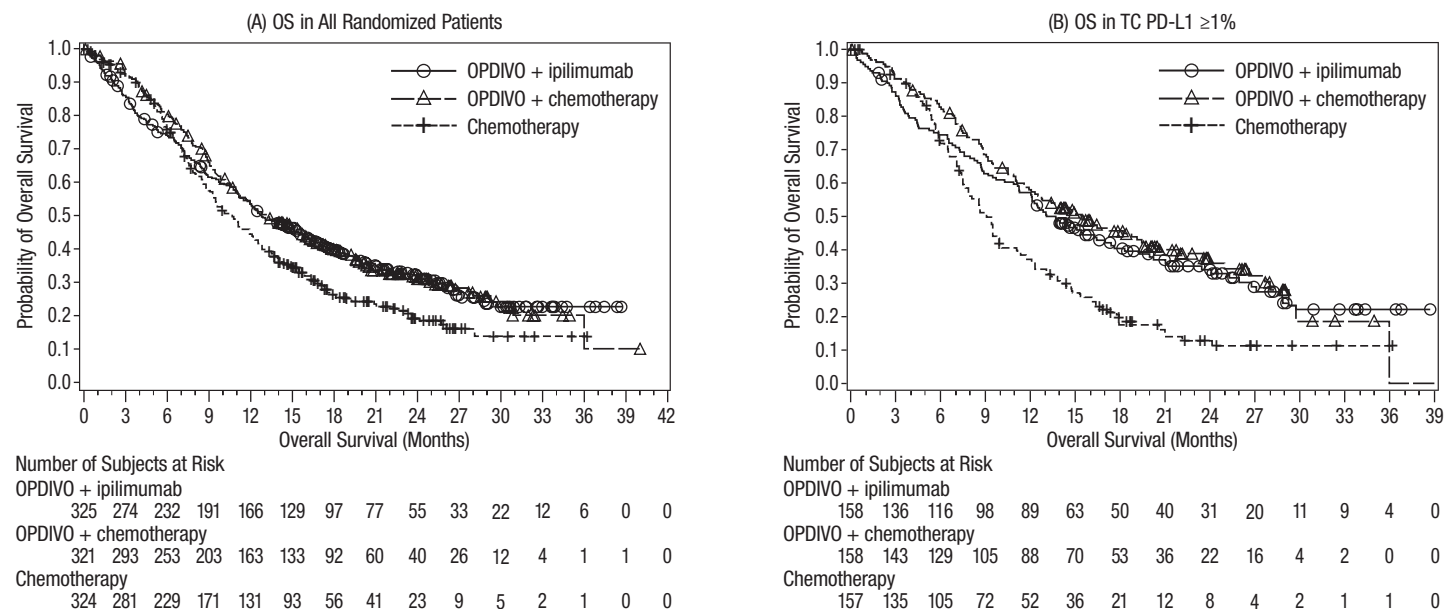 (A) OS in All Randomized Patients
Probability of Overall Survival
1.0
0.9
0.8
0.7
0.6
0.5
0.4
0.3
0.2
0.1
0.0
OPDIVO + ipilimumab
OPDIVO + chemotherapy
Chemotherapy
0 3 6 9 12 15 18 21 24 27 30 33 36 39 42
Overall Survival (Months)
Number of Subjects at Risk
OPDIVO + ipilimumab
325 274 232 191 166 129 97 77 55 33 22 12 6 0 0
OPDIVO + chemotherapy
321 293 253 203 163 133 92 60 40 26 12 4 1 1 0
Chemotherapy
324 281 229 171 131 93 56 41 23 9 5 2 1 0 0
(B) OS in TC PD-L1 ≥1%
Probability of Overall Survival
1.0
0.9
0.8
0.7
0.6
0.5
0.4
0.3
0.2
0.1
0.0
OPDIVO + ipilimumab
OPDIVO + chemotherapy
Chemotherapy
0 3 6 9 12 15 18 21 24 27 30 33 36 39
Overall Survival (Months)
Number of Subjects at Risk
OPDIVO + ipilimumab
158 136 116 98 89 63 50 40 31 20 11 9 4 0
OPDIVO + chemotherapy
158 143 129 105 88 70 53 36 22 16 4 2 0 0
Chemotherapy
157 135 105 72 52 36 21 12 8 4 2 1 1 0